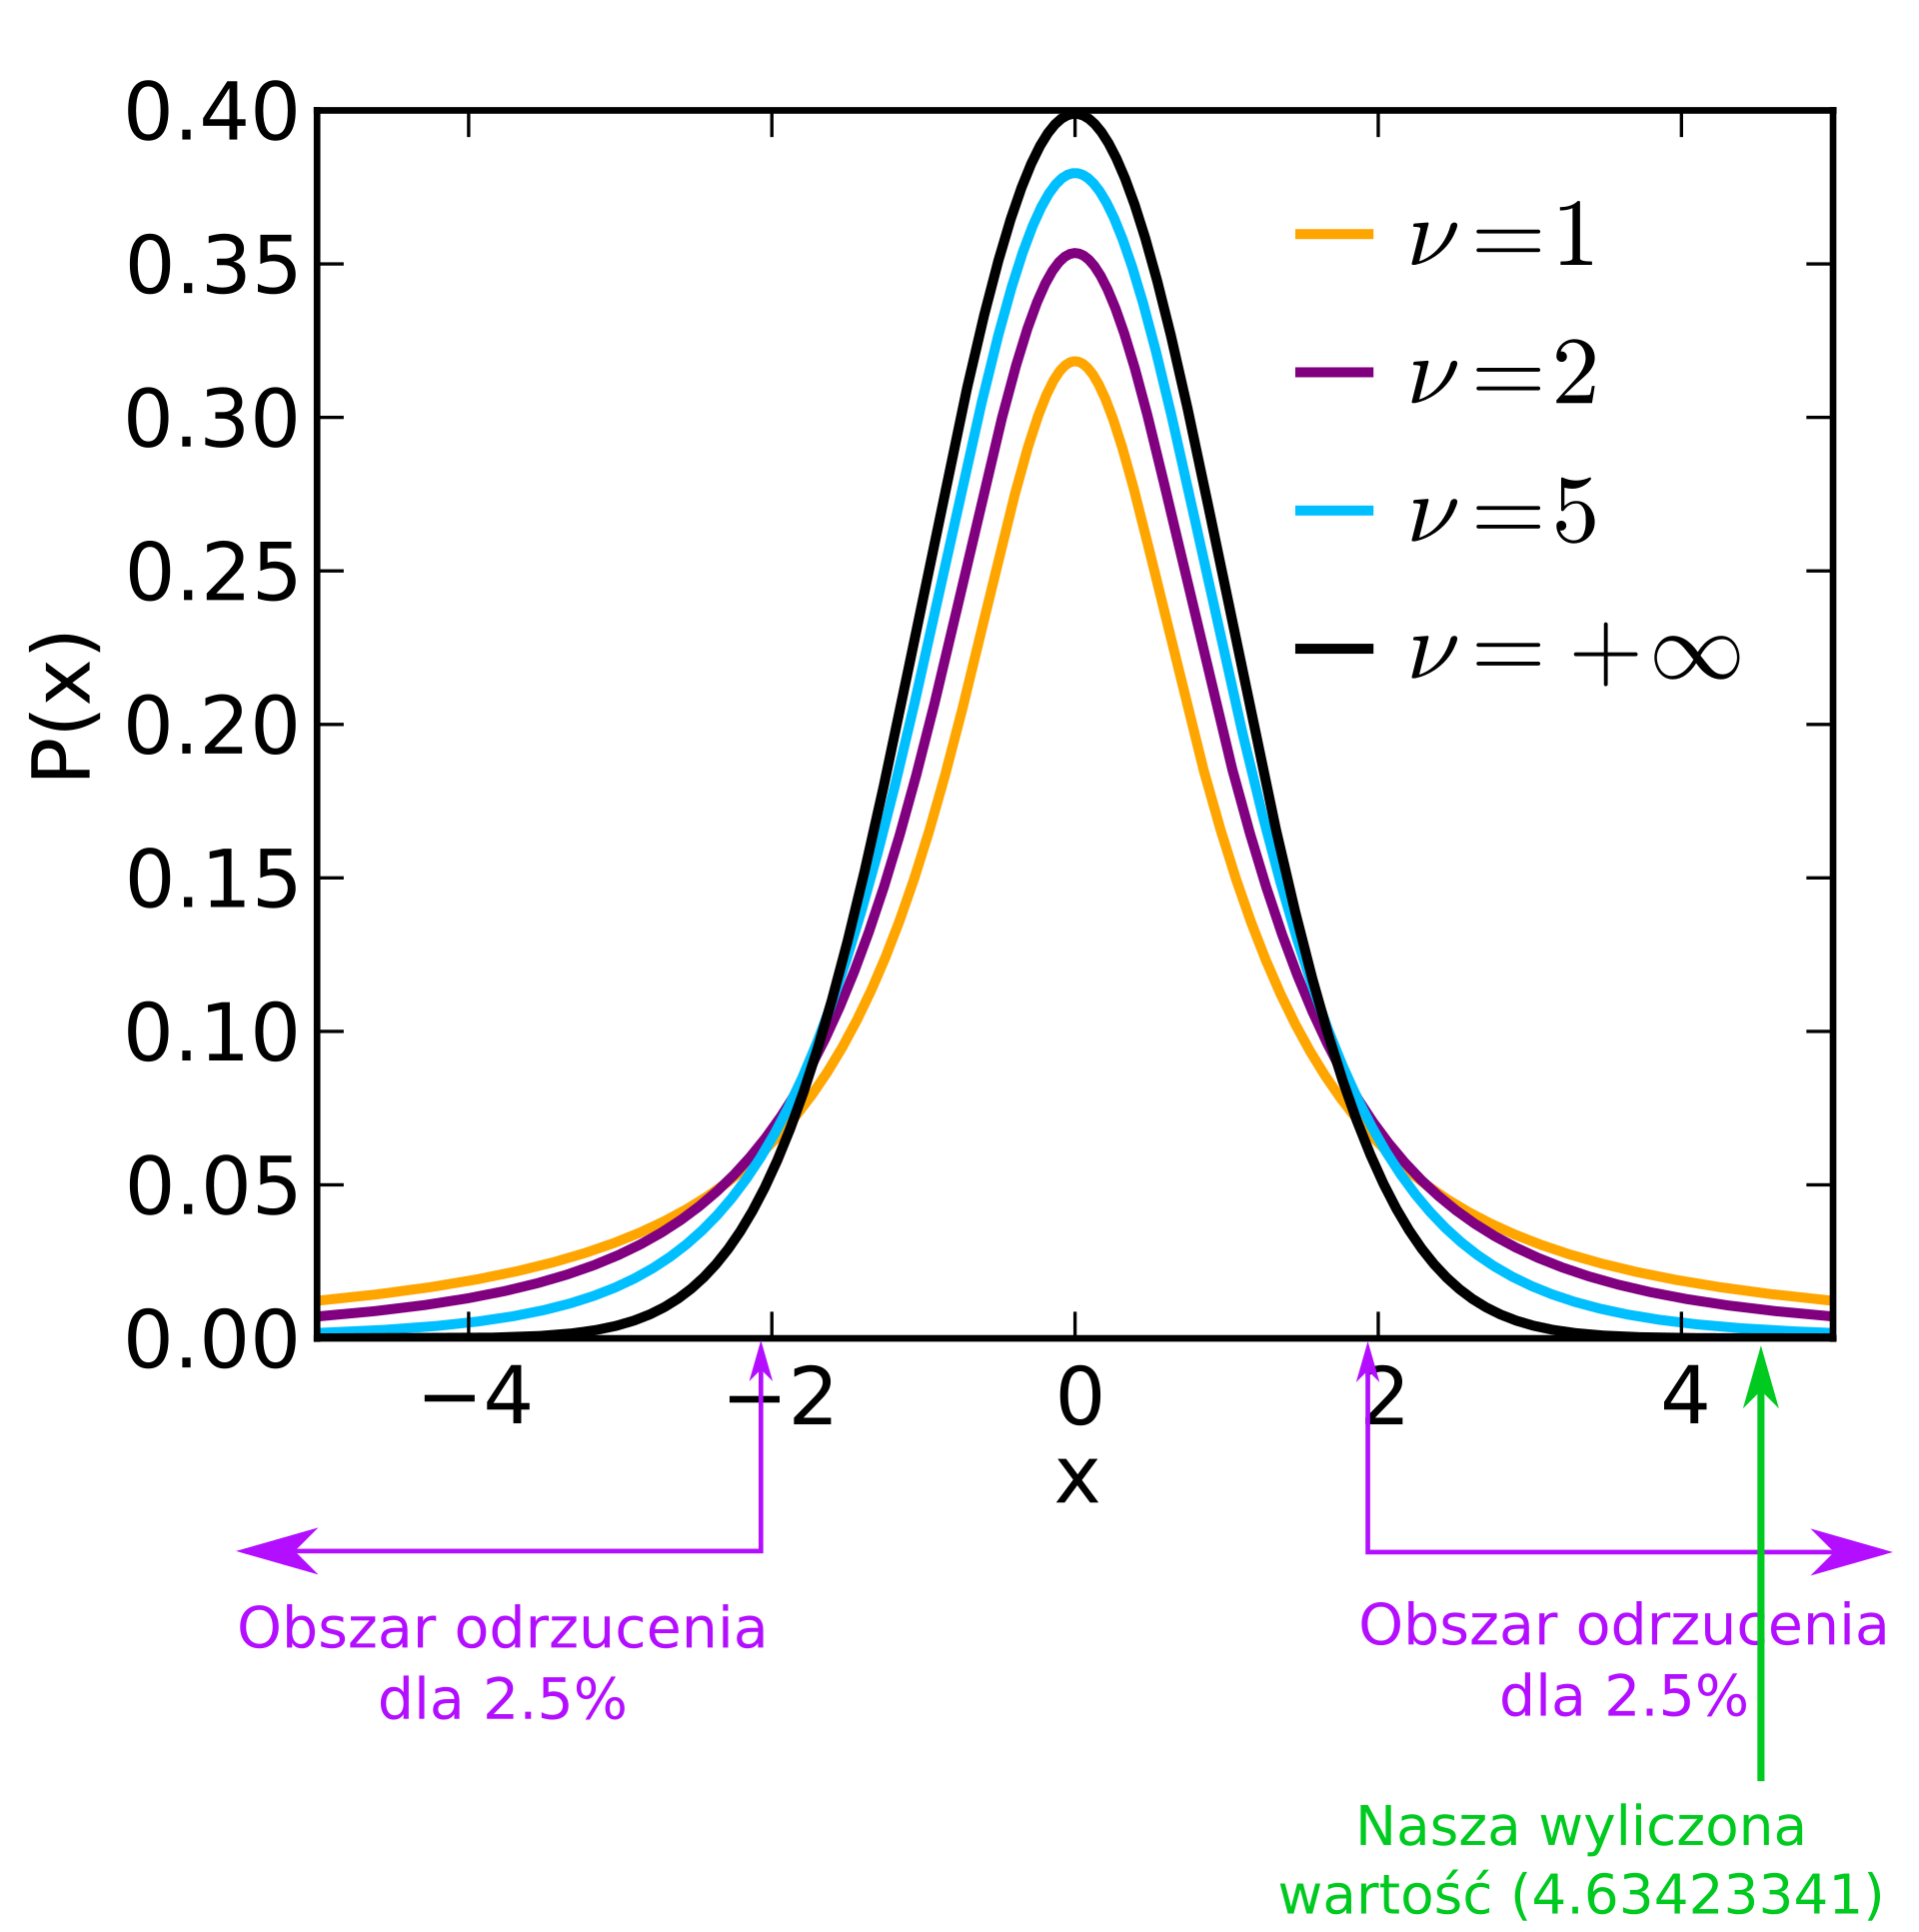 0.40
0.35
0.30
0.25
0.20
0.15
0.10
0.05
0.00
P(x)
ν=1
ν=2
ν=5
ν=+∞
−4
−2
0
2
4
x
Obszar odrzucenia
dla 2.5%
Obszar odrzucenia
dla 2.5%
Nasza wyliczona
wartość (4.63423341)